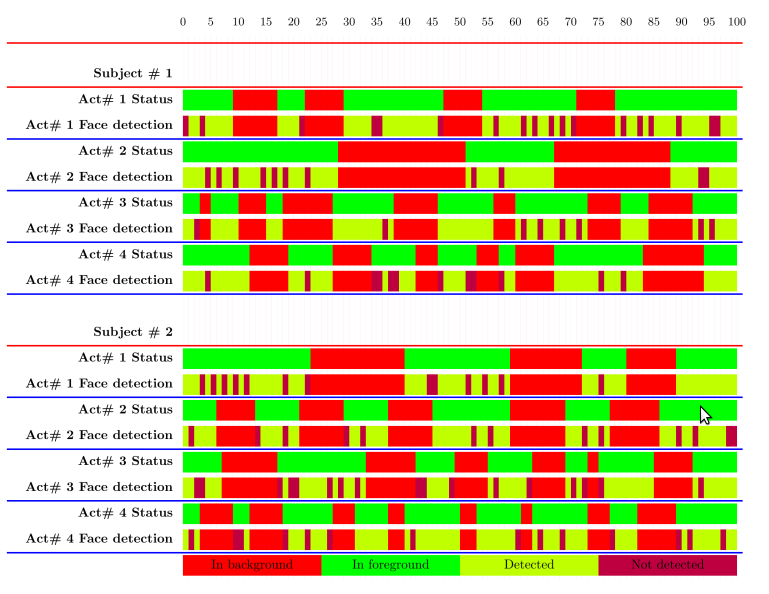 0 5 10 15 20 25 30 35 40 45 50 55 60 65 70 75 80 85 90 95 100
Subject # 1
Act# 1 Status
Act# 1 Face detection
Act# 2 Status
Act# 2 Face detection
Act# 3 Status
Act# 3 Face detection
Act# 4 Status
Act# 4 Face detection
Subject # 2
Act# 1 Status
Act# 1 Face detection
Act# 2 Status
Act# 2 Face detection
Act# 3 Status
Act# 3 Face detection
Act# 4 Status
Act# 4 Face detection
In background In foreground Detected Not detected